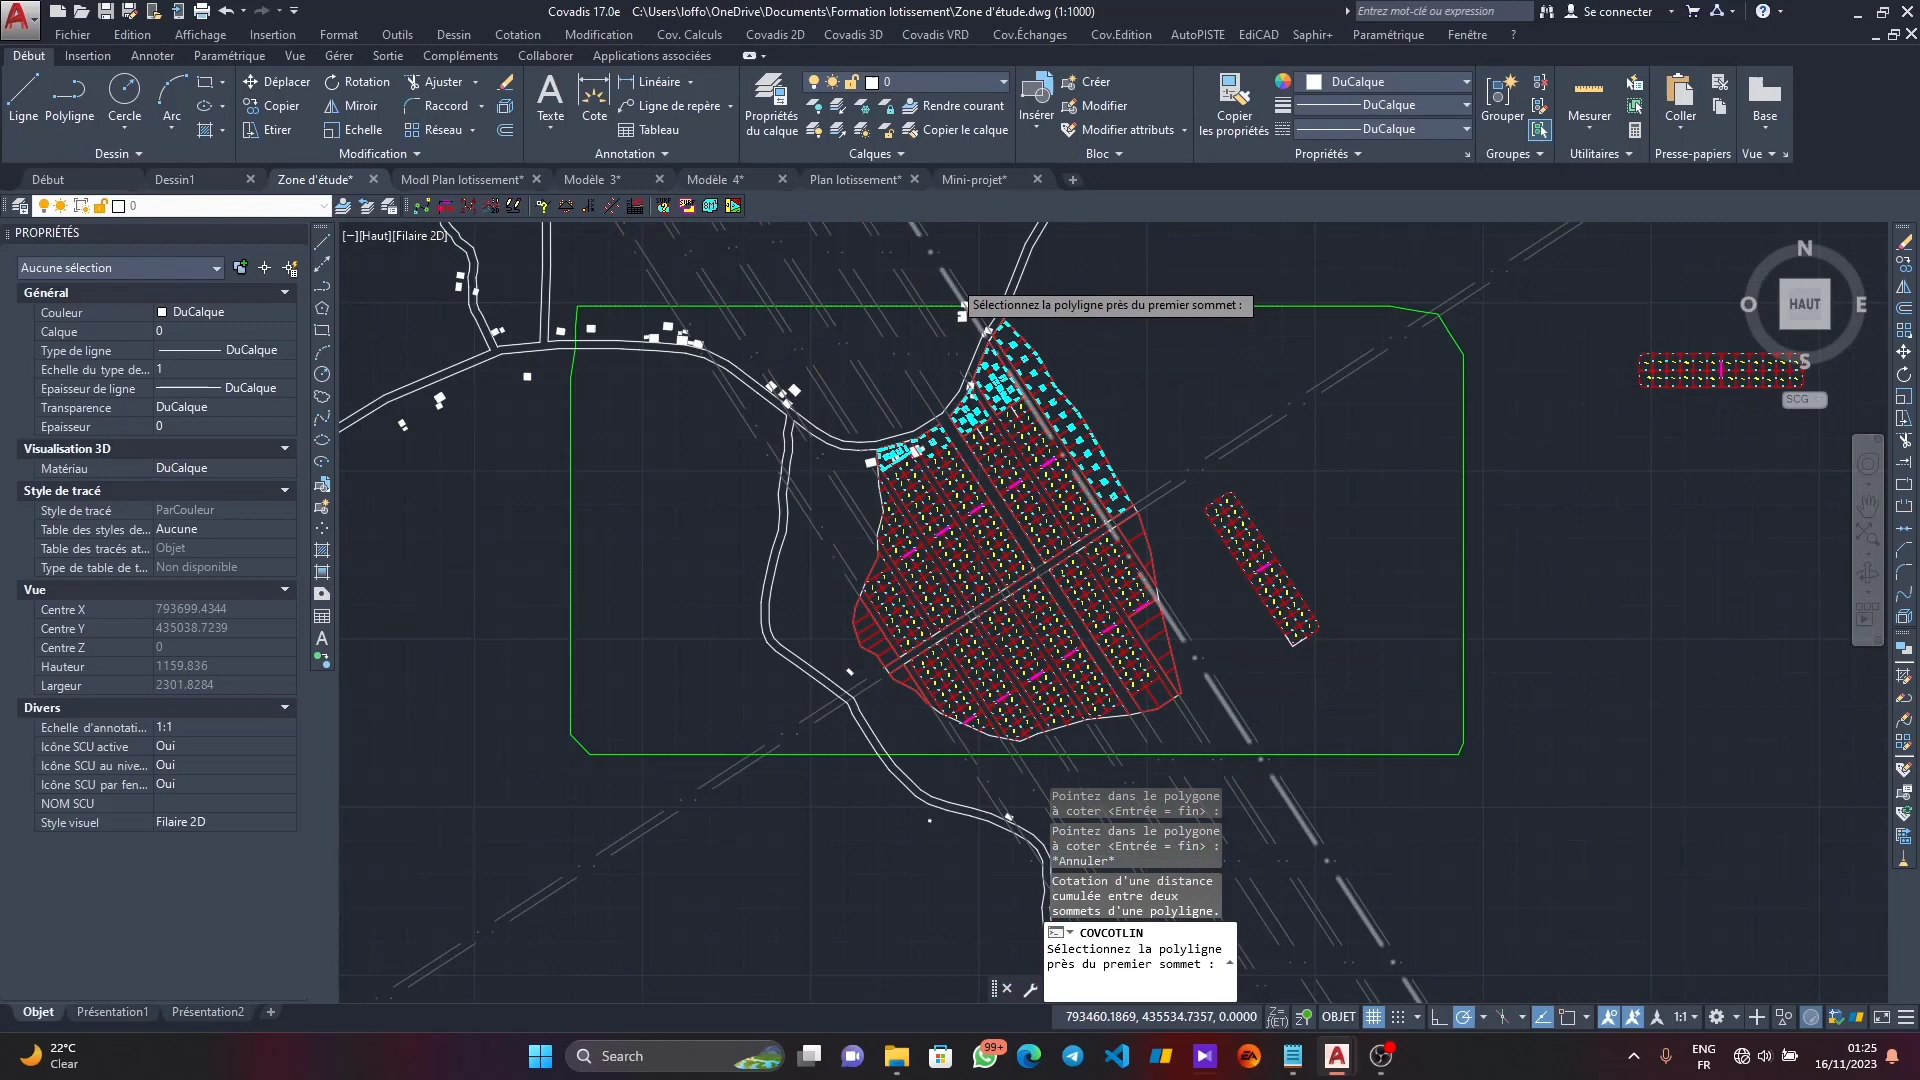 Covadis 17.0e C:\Users\loffo\OneDrive\Documents\Formation lotissement\Zone d'étude.dwg (1:1000)
Entrez mot-clé ou expression
Se connecter
Fichier Edition Affichage Insertion Format Outils Dessin Cotation Modification Cov. Calculs Covadis 2D Covadis 3D Covadis VRD Cov.Échanges Cov.Edition AutoPISTE EdiCAD Saphir+ Paramétrique Fenêtre ?
Début Insertion Annoter Paramétrique Vue Gérer Sortie Compléments Collaborer Applications associées
Ligne Polyligne Cercle Arc
Déplacer Rotation Ajuster
Copier Miroir Raccord
Etirer Echelle Réseau
Texte Cote
Linéaire
Ligne de repère
Tableau
Propriétés du calque
0
Rendre courant
Copier le calque
Insérer
Créer
Modifier
Modifier attributs
Copier les propriétés
DuCalque
DuCalque
DuCalque
Grouper
Mesurer
Coller
Base
Dessin Modification Annotation Calques Bloc Propriétés Groupes Utilitaires Presse-papiers Vue
Début Dessin1 Zone d'étude* Modl Plan lotissement* Modèle 3* Modèle 4* Plan lotissement* Mini-projet*
0
PROPRIÉTÉS
Aucune sélection
Général
Couleur DuCalque
Calque 0
Type de ligne DuCalque
Echelle du type de... 1
Epaisseur de ligne DuCalque
Transparence DuCalque
Epaisseur 0
Visualisation 3D
Matériau DuCalque
Style de tracé
Style de tracé ParCouleur
Table des styles de... Aucune
Table des tracés at... Objet
Type de table de t... Non disponible
Vue
Centre X 793699.4344
Centre Y 435038.7239
Centre Z 0
Hauteur 1159.836
Largeur 2301.8284
Divers
Echelle d'annotati... 1:1
Icône SCU active Oui
Icône SCU au nive... Oui
Icône SCU par fen... Oui
NOM SCU
Style visuel Filaire 2D
[−][Haut][Filaire 2D]
Sélectionnez la polyligne près du premier sommet :
N
O HAUT E
S
SCG
Pointez dans le polygone
à coter <Entrée = fin> :
Pointez dans le polygone
à coter <Entrée = fin> :
*Annuler*
Cotation d'une distance
cumulée entre deux
sommets d'une polyligne.
COVCOTLIN
Sélectionnez la polyligne
près du premier sommet :
Objet Présentation1 Présentation2
793460.1869, 435534.7357, 0.0000
OBJET
1:1
22°C
Clear
Search
99+
ENG
FR
01:25
16/11/2023